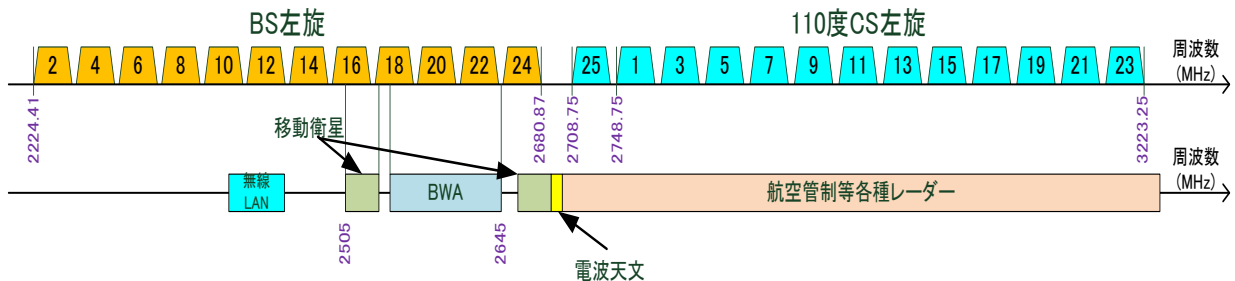 BS左旋
110度CS左旋
2 4 6 8 10 12 14 16 18 20 22 24 25 1 3 5 7 9 11 13 15 17 19 21 23
周波数
(MHz)
2224.41
2680.87
2708.75
2748.75
3223.25
移動衛星
無線
LAN
BWA
航空管制等各種レーダー
周波数
(MHz)
2505
2645
電波天文